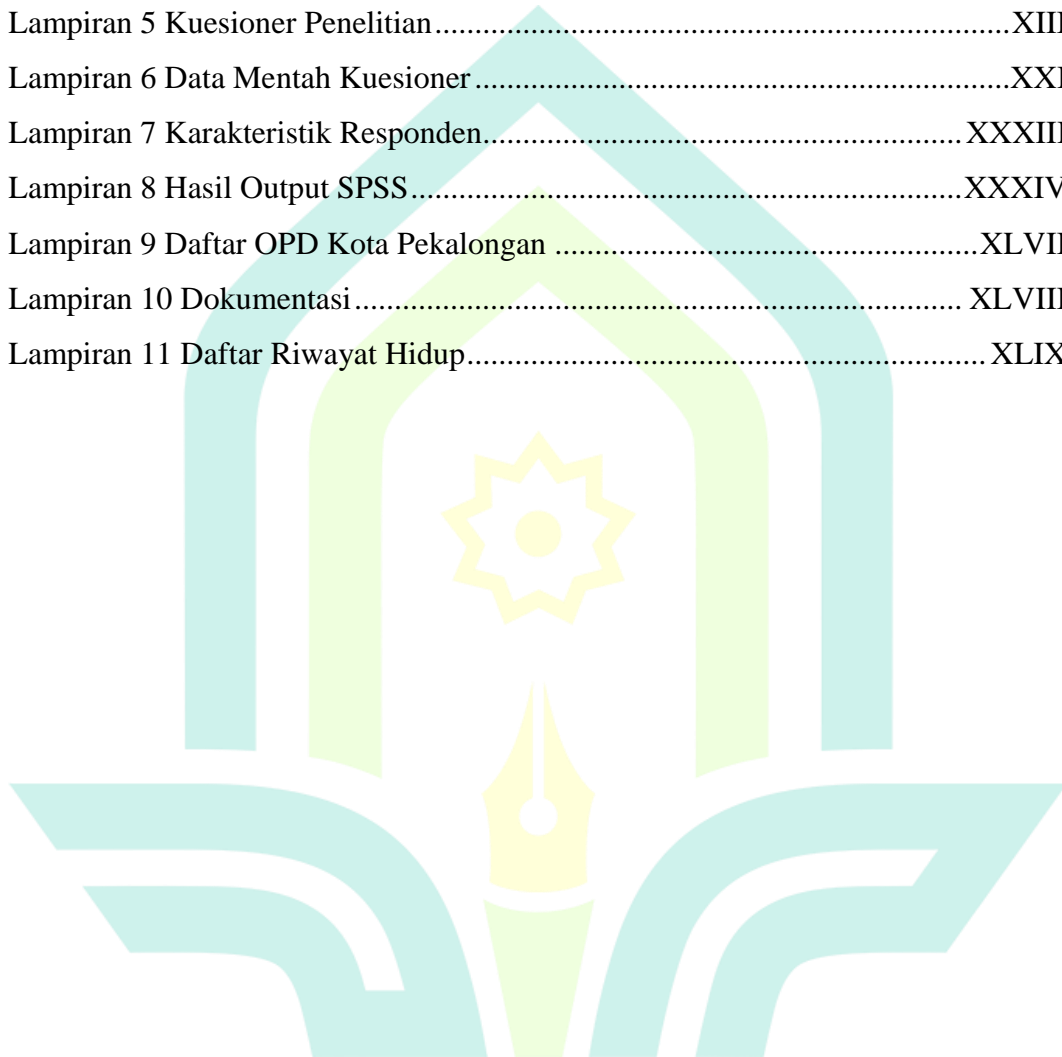 Lampiran 5 Kuesioner Penelitian......................................................................XIII
Lampiran 6 Data Mentah Kuesioner.................................................................XXI
Lampiran 7 Karakteristik Responden..........................................................XXXIII
Lampiran 8 Hasil Output SPSS...................................................................XXXIV
Lampiran 9 Daftar OPD Kota Pekalongan....................................................XLVII
Lampiran 10 Dokumentasi..........................................................................XLVIII
Lampiran 11 Daftar Riwayat Hidup...............................................................XLIX